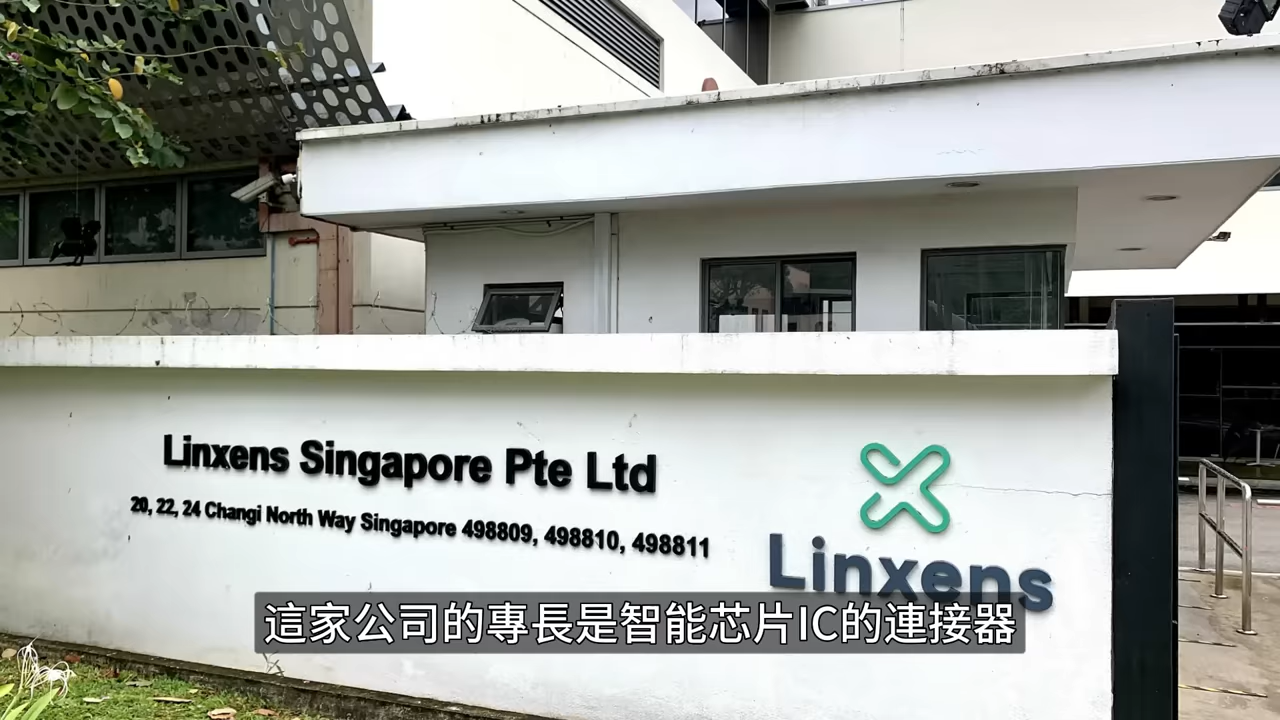 Linxens Singapore Pte Ltd
20, 22, 24 Changi North Way Singapore 498809, 498810, 498811
Linxens
這家公司的專長是智能芯片IC的連接器